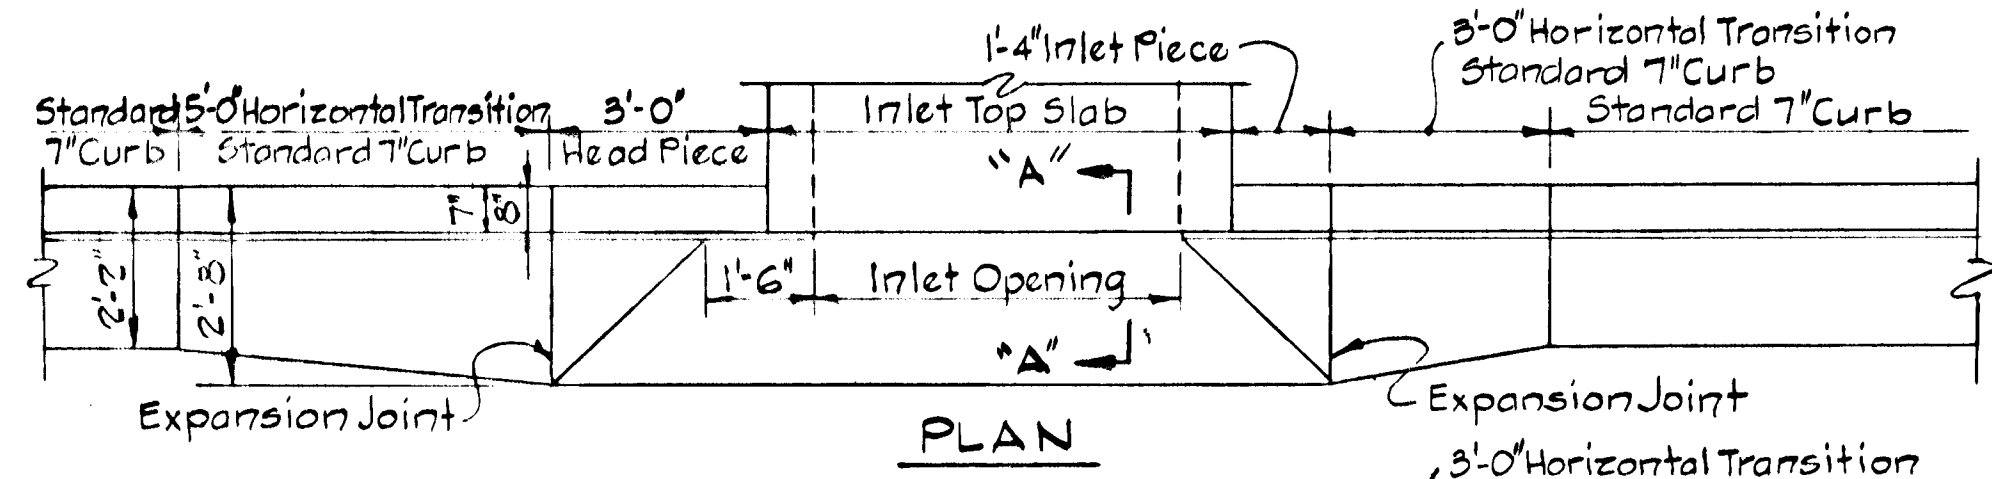 1'-4" Inlet Piece
3'-0" Horizontal Transition
Standard 7" Curb
Standard 7" Curb
Standard
7" Curb
5'-0" Horizontal Transition
Standard 7" Curb
3'-0"
Head Piece
Inlet Top Slab
"A"
7"
8"
2'-2"
2'-8"
1'-6"
Inlet Opening
"A"
Expansion Joint
Expansion Joint
PLAN
3'-0" Horizontal Transition